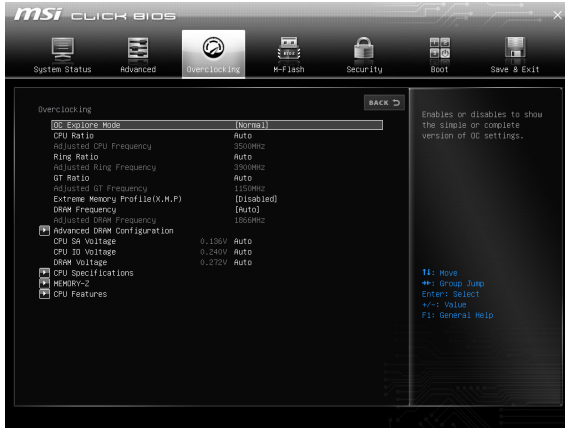 msi CLICK BIOS
System Status
Advanced
Overclocking
M-Flash
Security
Boot
Save & Exit
BIOS
Overclocking
BACK
OC Explore Mode [Normal]
CPU Ratio Auto
Adjusted CPU Frequency 3500MHz
Ring Ratio Auto
Adjusted Ring Frequency 3900MHz
GT Ratio Auto
Adjusted GT Frequency 1150MHz
Extreme Memory Profile(X.M.P) [Disabled]
DRAM Frequency [Auto]
Adjusted DRAM Frequency 1866MHz
Advanced DRAM Configuration
CPU SA Voltage 0.136V Auto
CPU IO Voltage 0.240V Auto
DRAM Voltage 0.272V Auto
CPU Specifications
MEMORY-Z
CPU Features
Enables or disables to show
the simple or complete
version of OC settings.
↑↓: Move
→←: Group Jump
Enter: Select
+/-: Value
F1: General Help